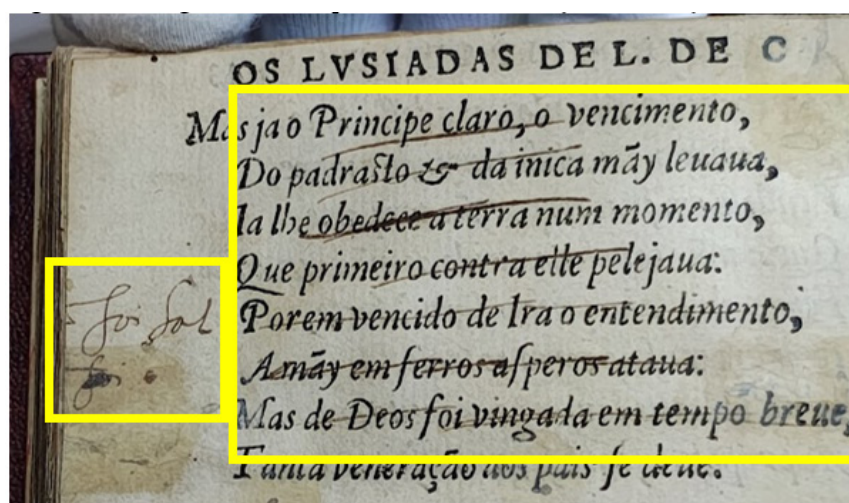 OS LVSIADAS DE L. DE C
Mas ja o Principe claro, o vencimento,
Do padrasto & da inica mãy leuaua,
Ia lhe obedece a terra num momento,
Que primeiro contra elle pelejaua:
foi fal
Porem vencido de Ira o entendimento,
foi
A mãy em ferros asperos ataua:
Mas de Deos foi vingada em tempo breue,
Tanta veneração aos pais se deue.